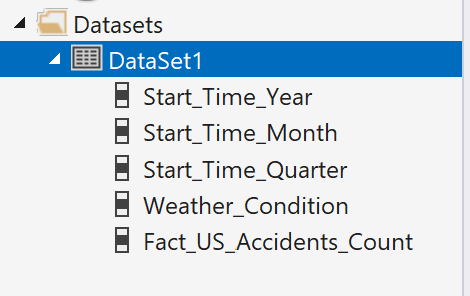 Datasets
DataSet1
Start_Time_Year
Start_Time_Month
Start_Time_Quarter
Weather_Condition
Fact_US_Accidents_Count